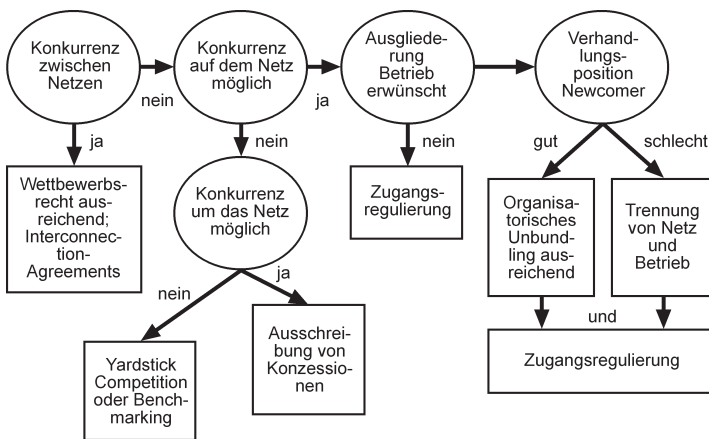 Konkurrenz
zwischen
Netzen
nein
Konkurrenz
auf dem Netz
möglich
ja
Ausgliede-
rung
Betrieb
erwünscht
Verhand-
lungs-
position
Newcomer
ja
nein
nein
gut
schlecht
Wettbewerbs-
recht aus-
reichend;
Interconnec-
tion-
Agreements
Konkurrenz
um das Netz
möglich
Zugangs-
regulierung
Organisa-
torisches
Unbund-
ling aus-
reichend
Trennung
von Netz
und
Betrieb
nein
ja
und
Yardstick
Competition
oder Bench-
marking
Ausschrei-
bung von
Konzessio-
nen
Zugangsregulierung